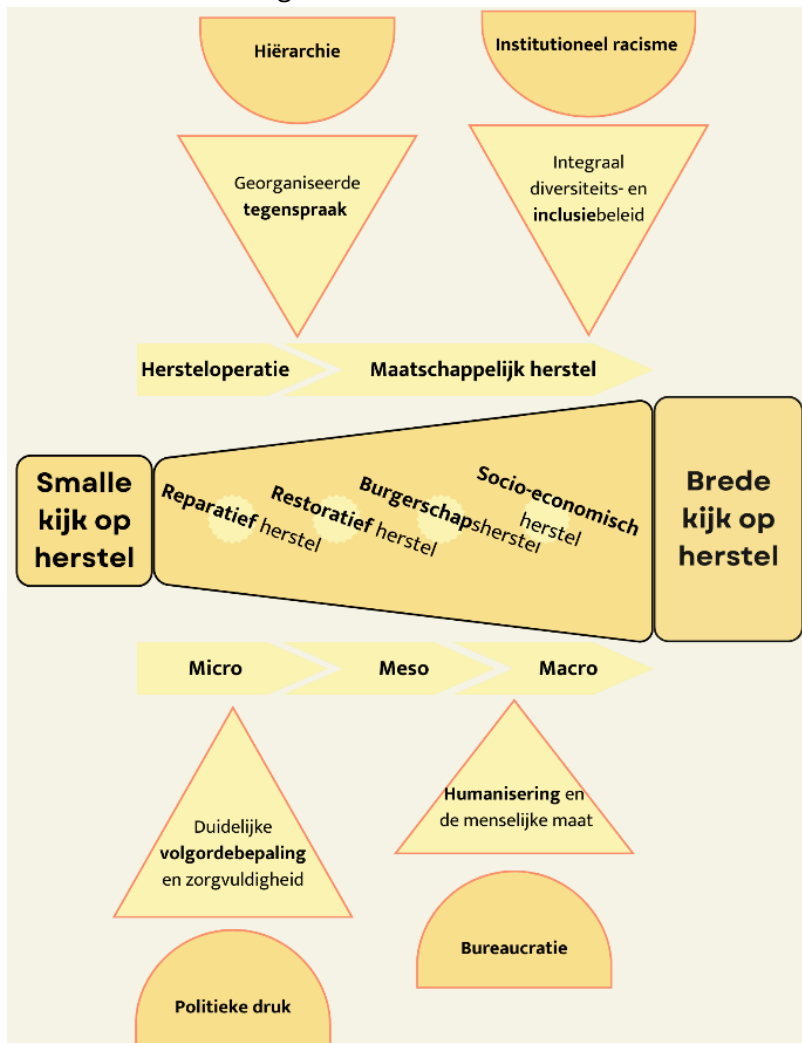 Hiërarchie
Institutioneel racisme
Georganiseerde
tegenspraak
Integraal
diversiteits- en
inclusiebeleid
Hersteloperatie
Maatschappelijk herstel
Smalle
kijk op
herstel
Reparatief herstel
Restoratief herstel
Burgerschapsherstel
Socio-economisch
herstel
Brede
kijk op
herstel
Micro
Meso
Macro
Duidelijke
volgordebepaling
en zorgvuldigheid
Humanisering en
de menselijke maat
Politieke druk
Bureaucratie